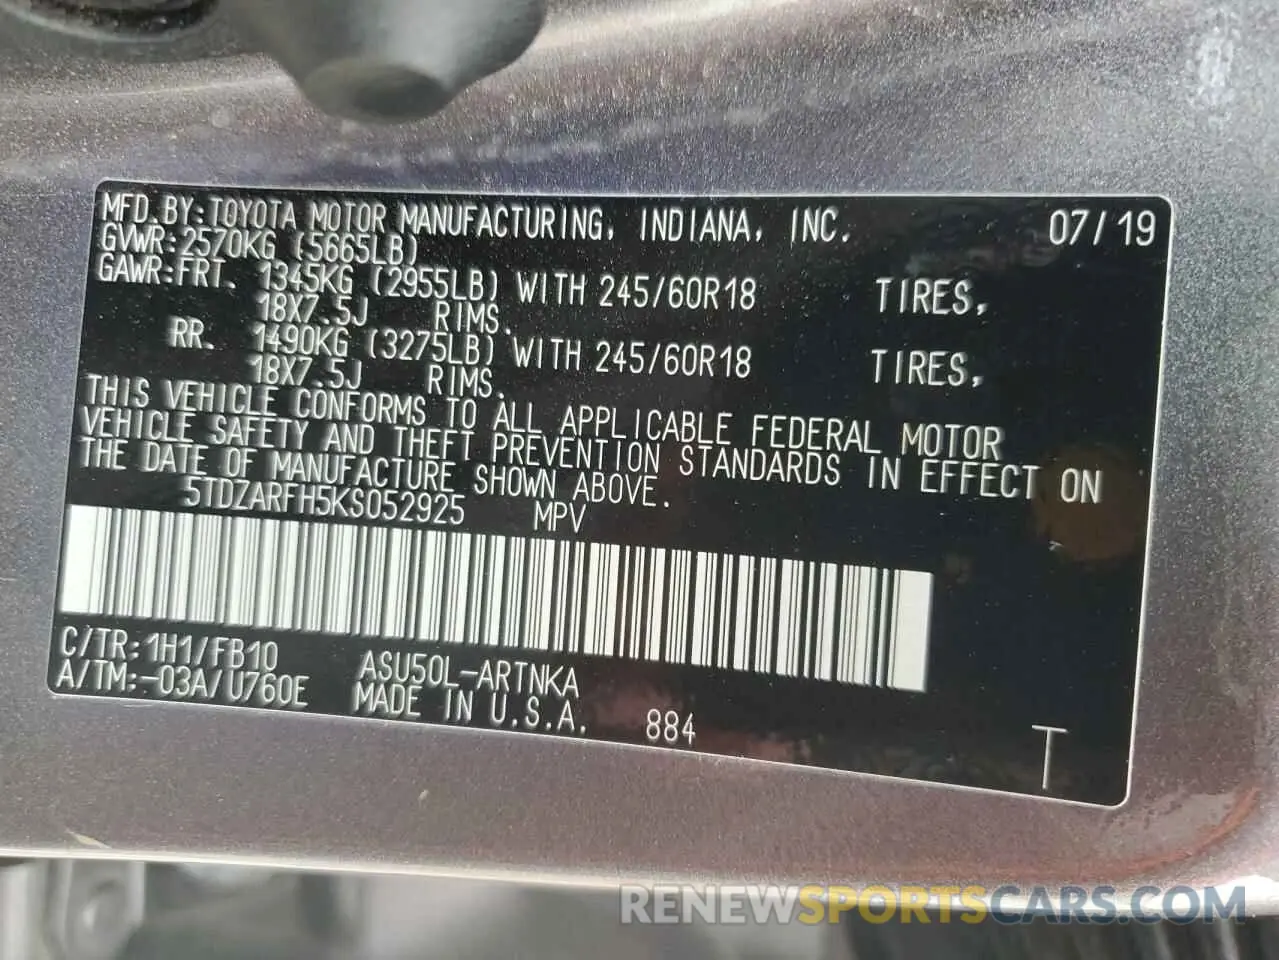 MFD.BY:TOYOTA MOTOR MANUFACTURING, INDIANA, INC. 07/19
GVWR:2570KG (5665LB)
GAWR:FRT. 1345KG (2955LB) WITH 245/60R18 TIRES,
18X7.5J RIMS.
RR. 1490KG (3275LB) WITH 245/60R18 TIRES,
18X7.5J RIMS.
THIS VEHICLE CONFORMS TO ALL APPLICABLE FEDERAL MOTOR
VEHICLE SAFETY AND THEFT PREVENTION STANDARDS IN EFFECT ON
THE DATE OF MANUFACTURE SHOWN ABOVE.
5TDZARFH5KS052925 MPV
C/TR:1H1/FB10 ASU50L-ARTNKA
A/TM:-03A/U760E MADE IN U.S.A. 884
T
RENEWSPORTSCARS.COM